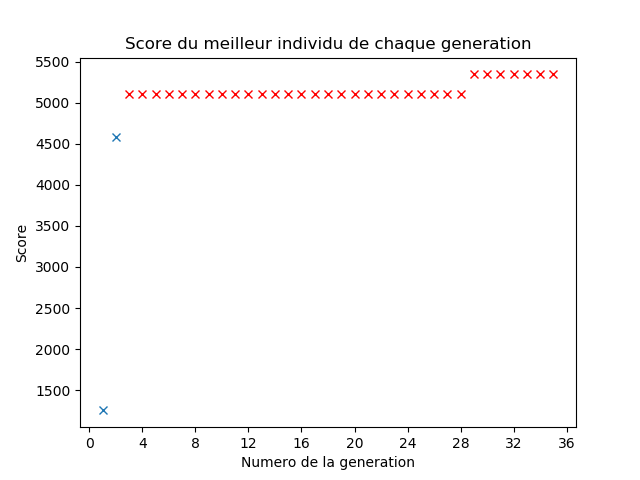 Score du meilleur individu de chaque generation
5500
5000
4500
4000
3500
3000
2500
2000
1500
Score
0 4 8 12 16 20 24 28 32 36
Numero de la generation